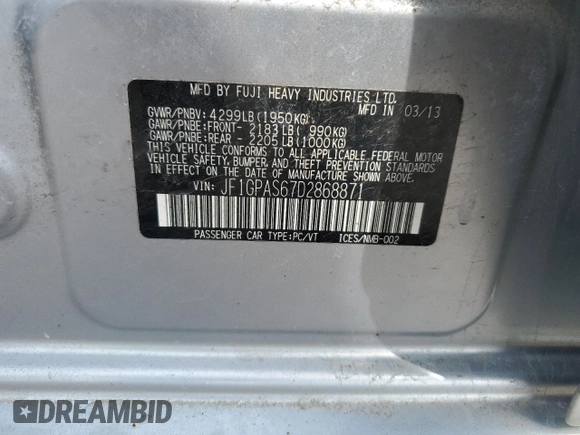 MFD BY FUJI HEAVY INDUSTRIES LTD.
GVWR/PNBV: 4299LB(1950KG) MFD IN 03/13
GAWR/PNBE:FRONT- 2183LB( 990KG)
GAWR/PNBE:REAR - 2205LB(1000KG)
THIS VEHICLE CONFORMS TO ALL APPLICABLE FEDERAL MOTOR
VEHICLE SAFETY, BUMPER, AND THEFT PREVENTION STANDARDS
IN EFFECT ON THE DATE OF MANUFACTURE SHOWN ABOVE.
VIN: JF1GPAS67D2868871
PASSENGER CAR TYPE:PC/VT ICES/NMB-002
DREAMBID